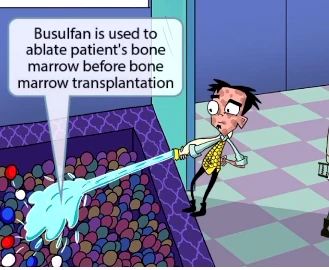 Busulfan is used to
ablate patient's bone
marrow before bone
marrow transplantation